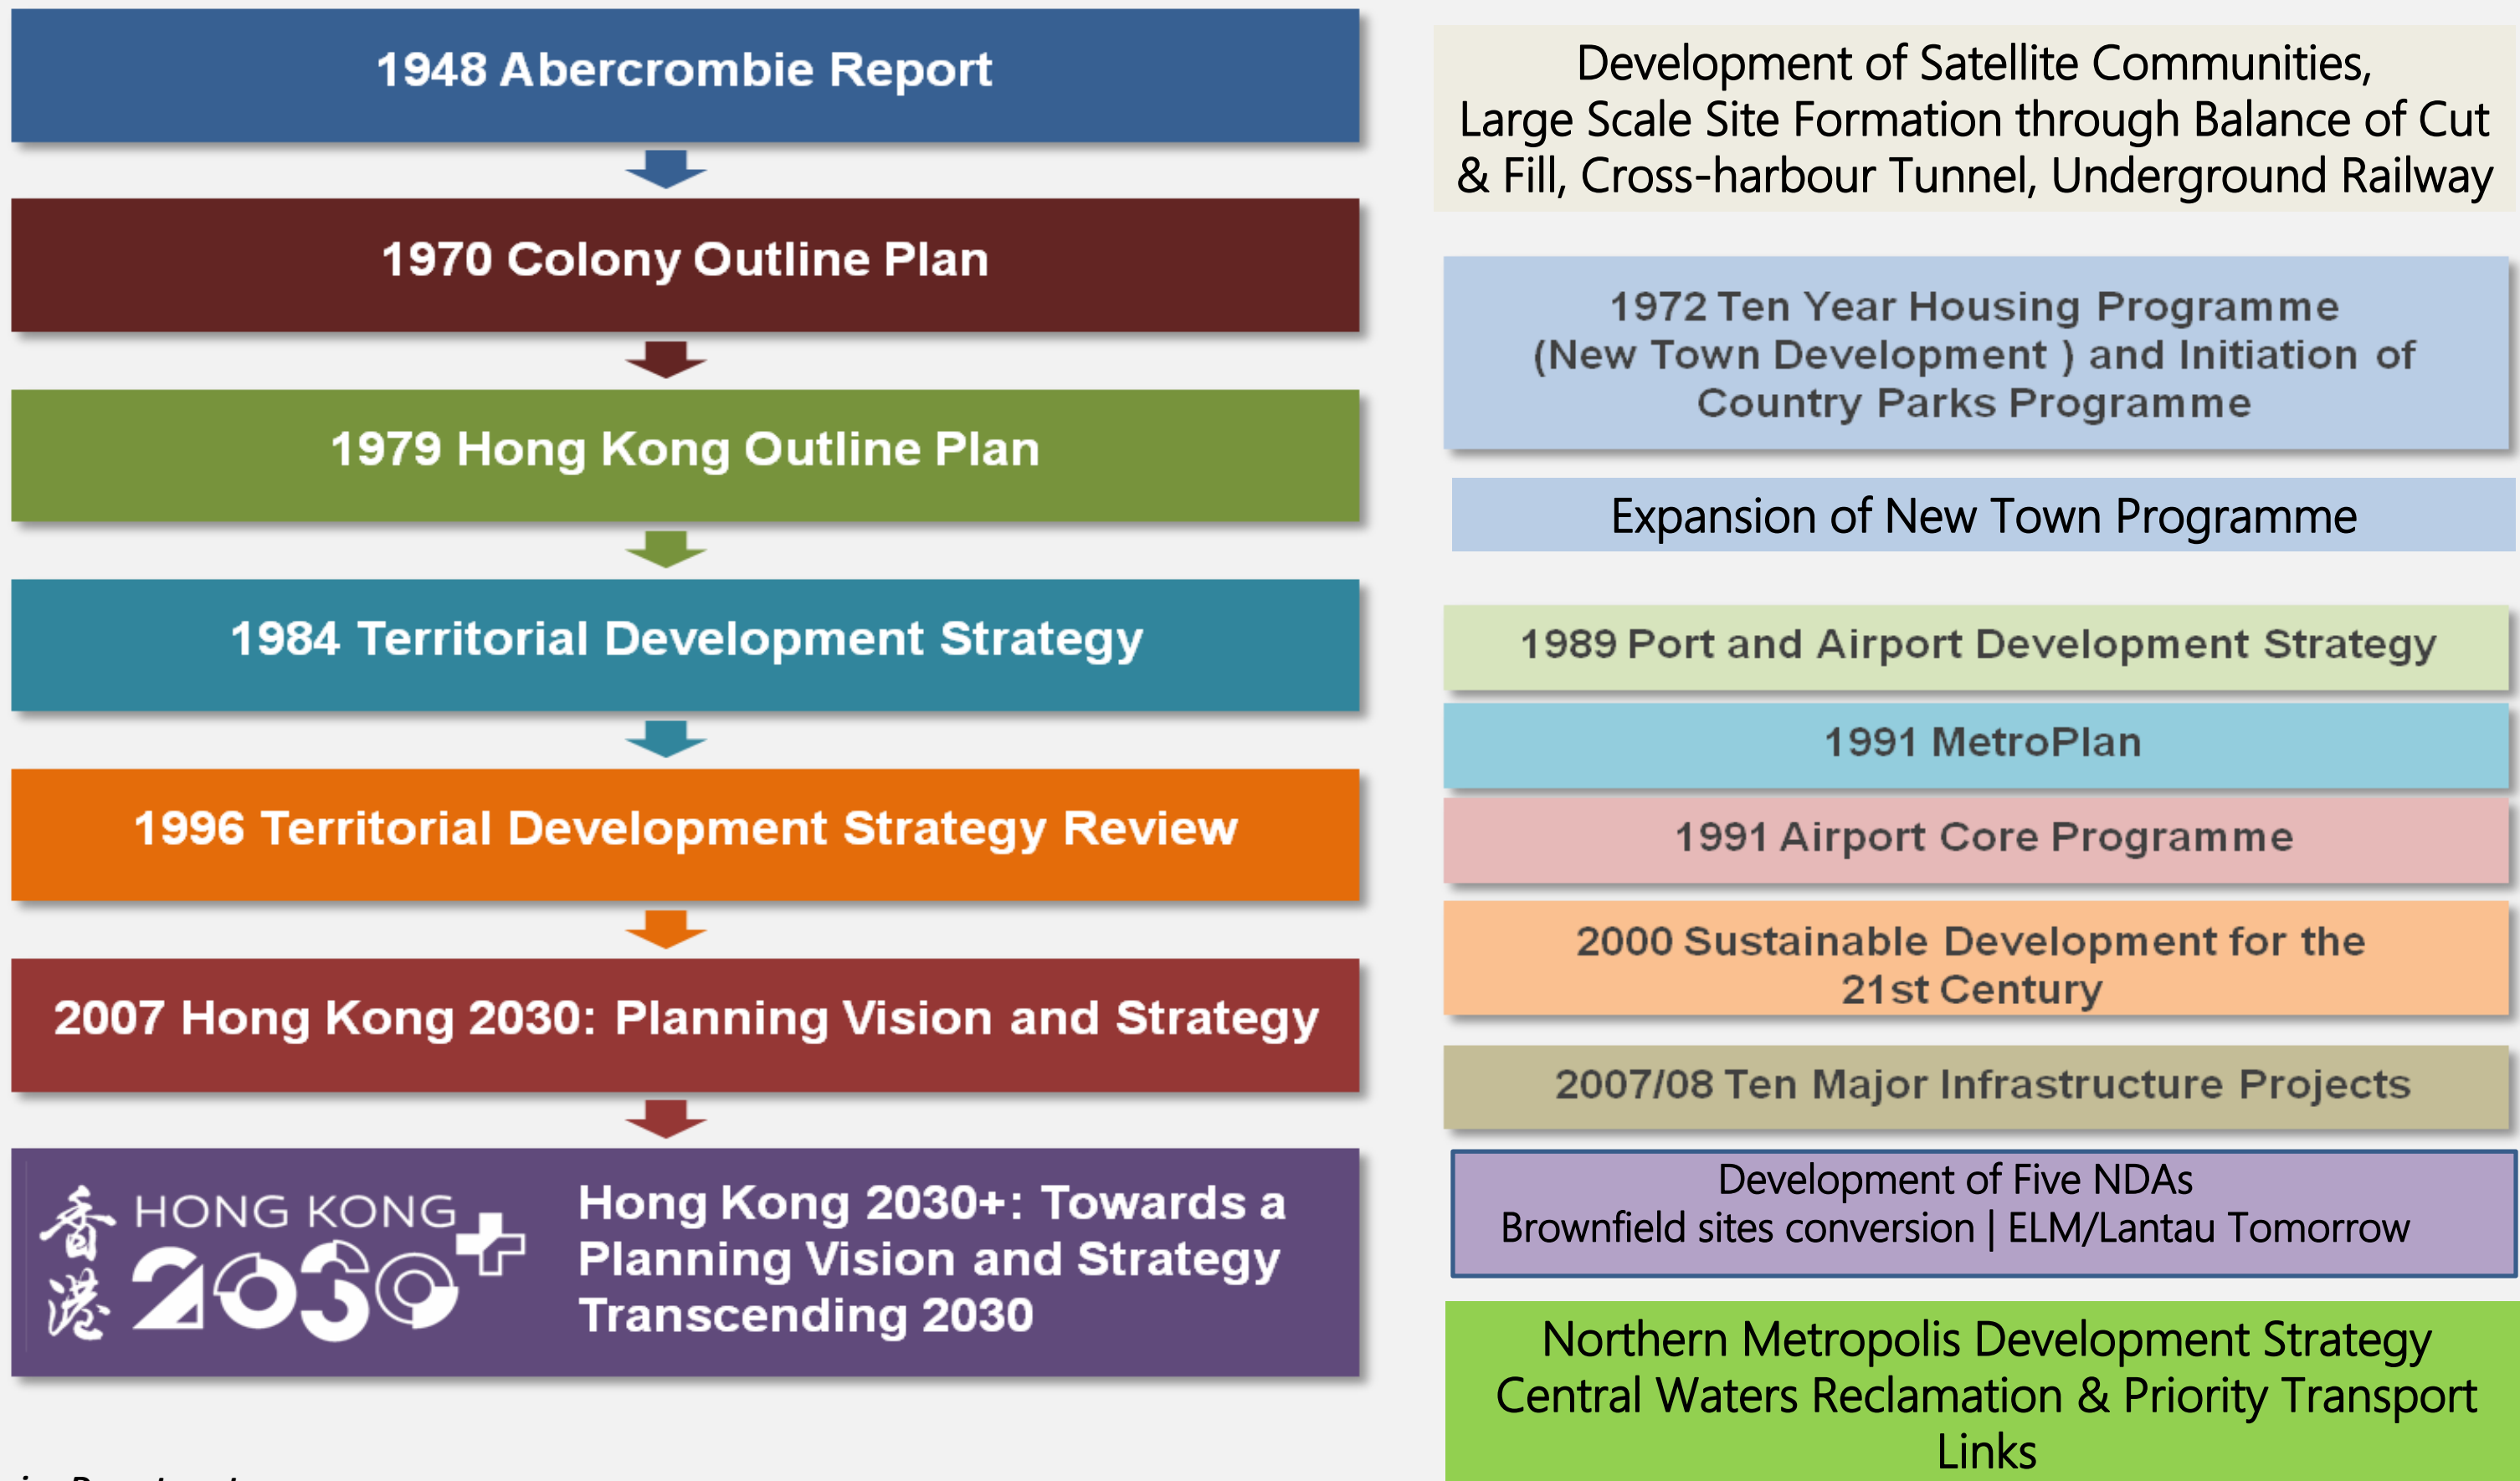 1948 Abercrombie Report
1970 Colony Outline Plan
1979 Hong Kong Outline Plan
1984 Territorial Development Strategy
1996 Territorial Development Strategy Review
2007 Hong Kong 2030: Planning Vision and Strategy
香港
HONG KONG
2030+
Hong Kong 2030+: Towards a
Planning Vision and Strategy
Transcending 2030
Development of Satellite Communities,
Large Scale Site Formation through Balance of Cut
& Fill, Cross-harbour Tunnel, Underground Railway
1972 Ten Year Housing Programme
(New Town Development ) and Initiation of
Country Parks Programme
Expansion of New Town Programme
1989 Port and Airport Development Strategy
1991 MetroPlan
1991 Airport Core Programme
2000 Sustainable Development for the
21st Century
2007/08 Ten Major Infrastructure Projects
Development of Five NDAs
Brownfield sites conversion | ELM/Lantau Tomorrow
Northern Metropolis Development Strategy
Central Waters Reclamation & Priority Transport
Links